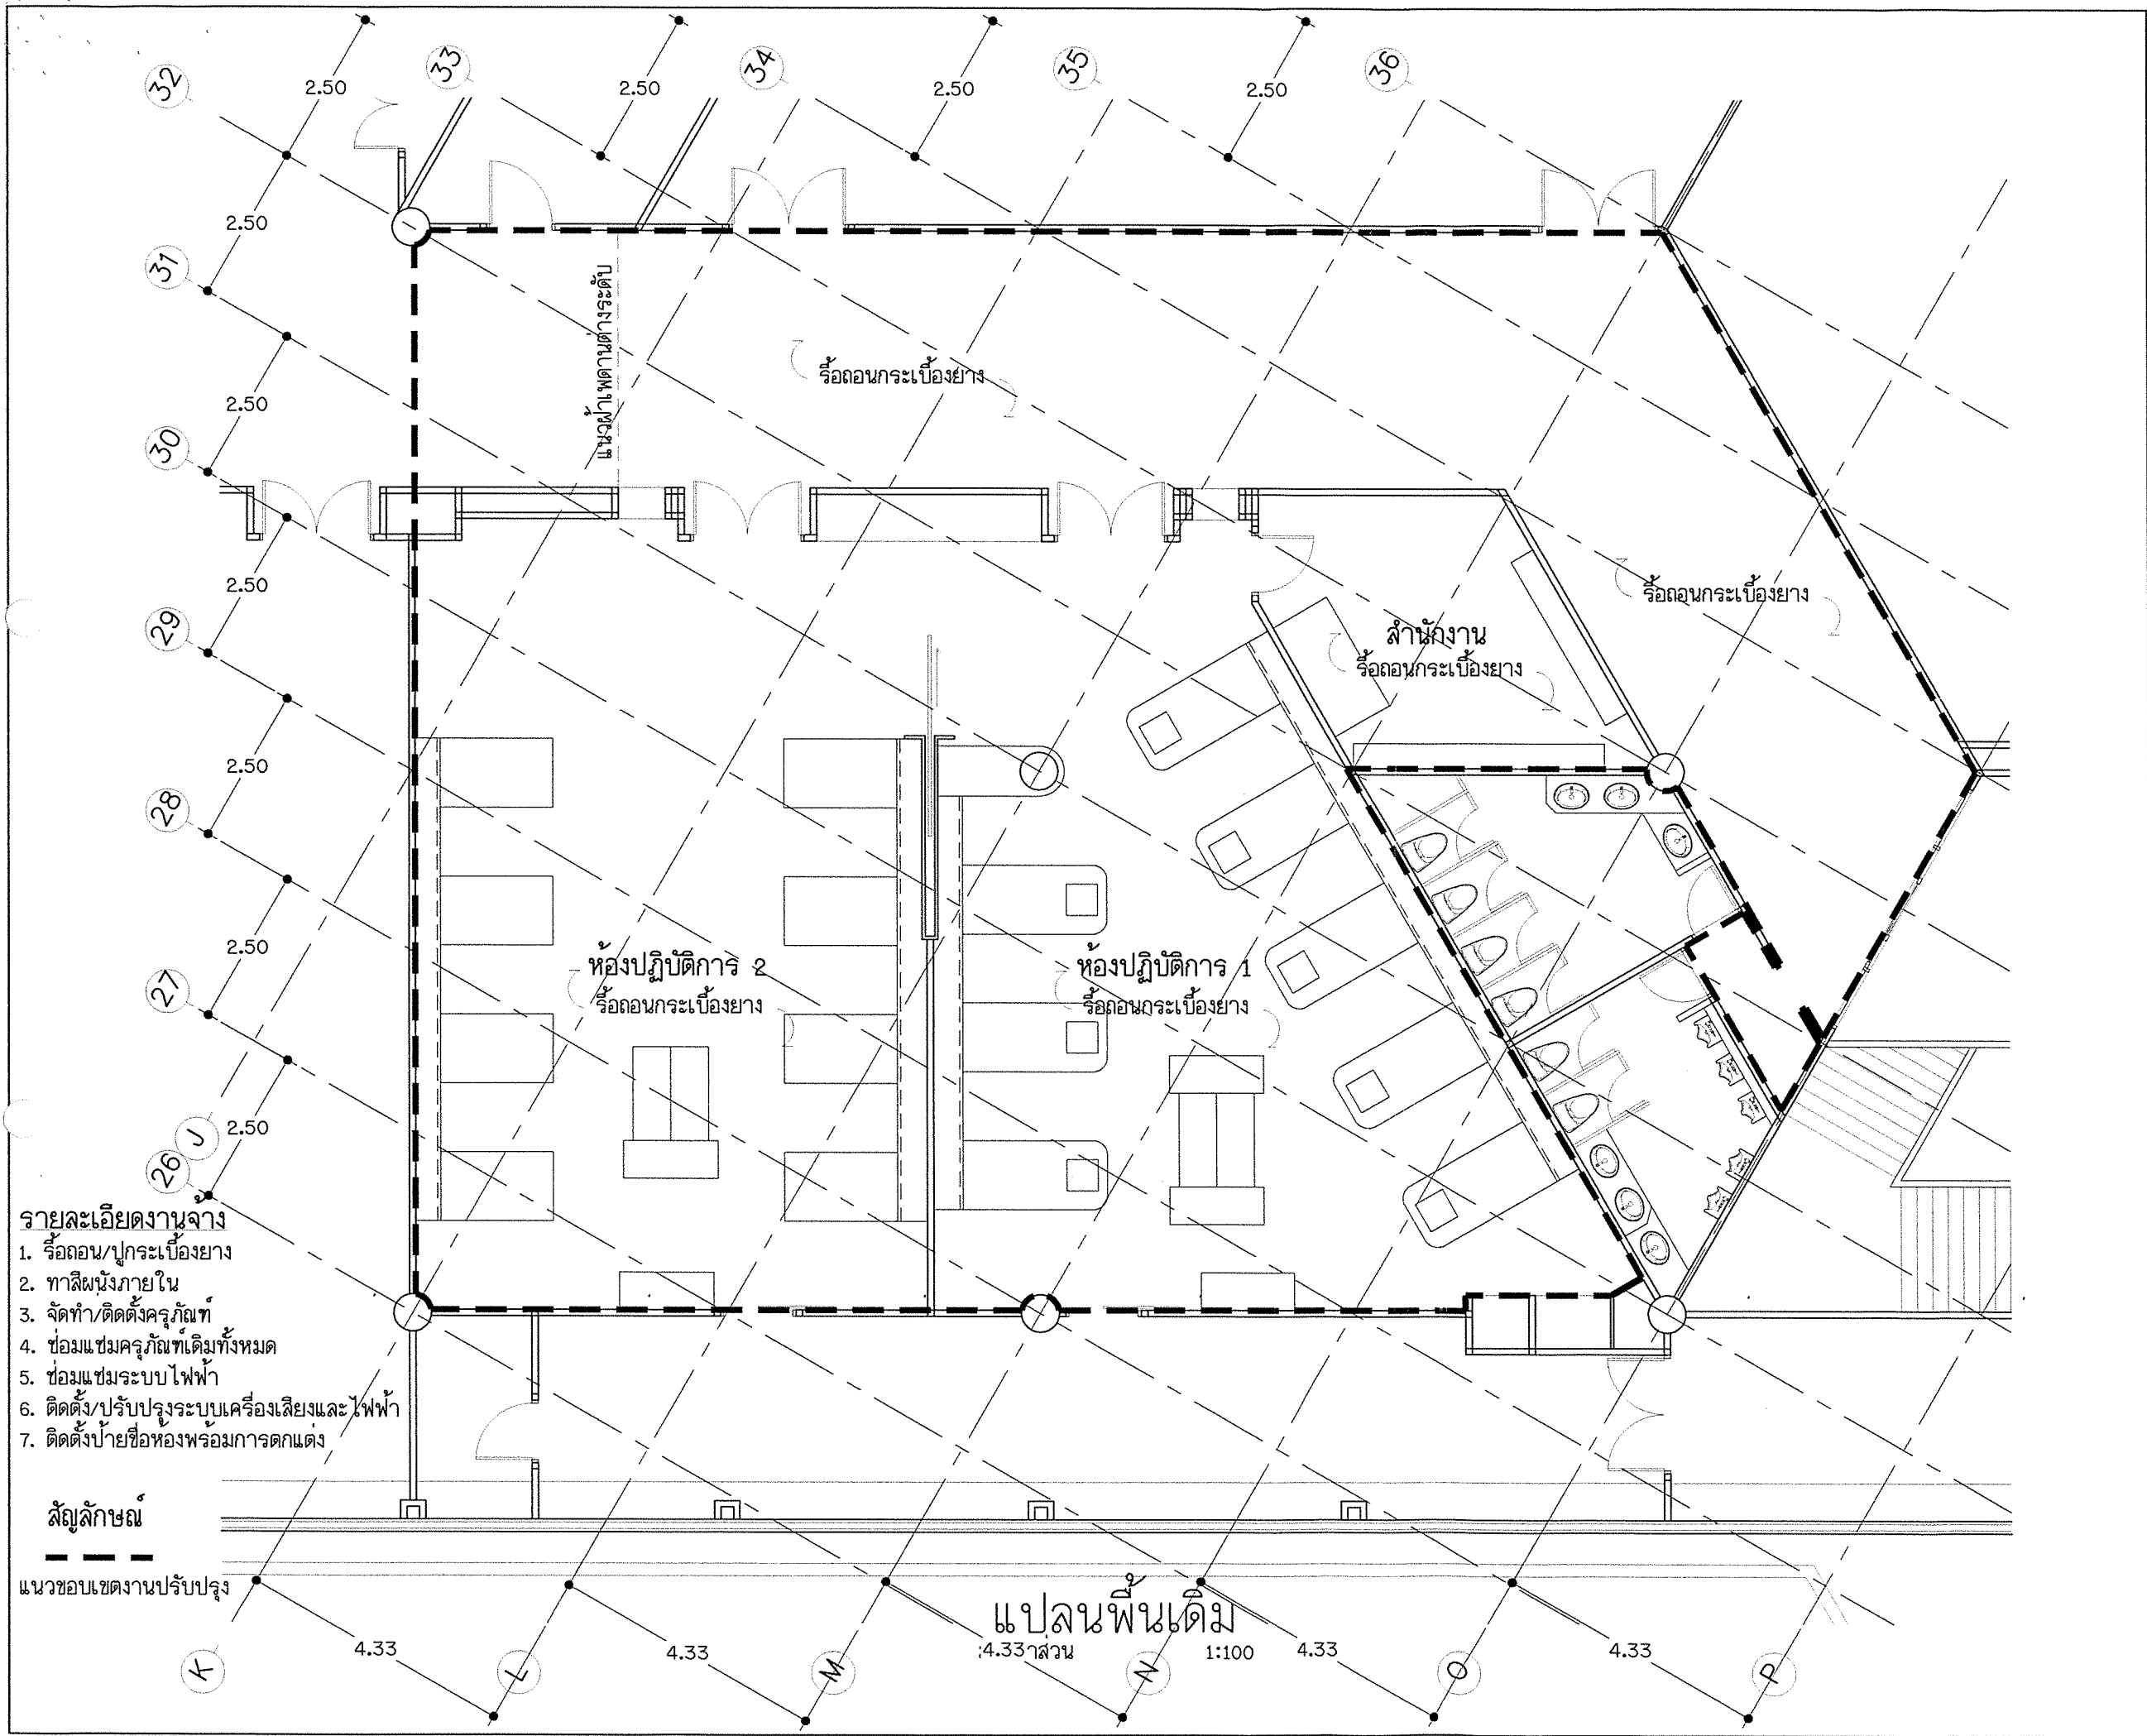 32
33
34
35
36
2.50
2.50
2.50
2.50
2.50
31
แนวฝ้าเพดานต่างระดับ
รื้อถอนกระเบื้องยาง
2.50
30
2.50
รื้อถอนกระเบื้องยาง
29
สำนักงาน
รื้อถอนกระเบื้องยาง
2.50
28
2.50
27
ห้องปฏิบัติการ 2
รื้อถอนกระเบื้องยาง
ห้องปฏิบัติการ 1
รื้อถอนกระเบื้องยาง
2.50
J
26
รายละเอียดงานจ้าง
1. รื้อถอน/ปูกระเบื้องยาง
2. ทาสีผนังภายใน
3. จัดทำ/ติดตั้งครุภัณฑ์
4. ซ่อมแซมครุภัณฑ์เดิมทั้งหมด
5. ซ่อมแซมระบบไฟฟ้า
6. ติดตั้ง/ปรับปรุงระบบเครื่องเสียงและไฟฟ้า
7. ติดตั้งป้ายชื่อห้องพร้อมการตกแต่ง
สัญลักษณ์
แนวขอบเขตงานปรับปรุง
แปลนพื้นเดิม
าส่วน 1:100
4.33
4.33
4.33
4.33
4.33
K
L
M
N
O
P